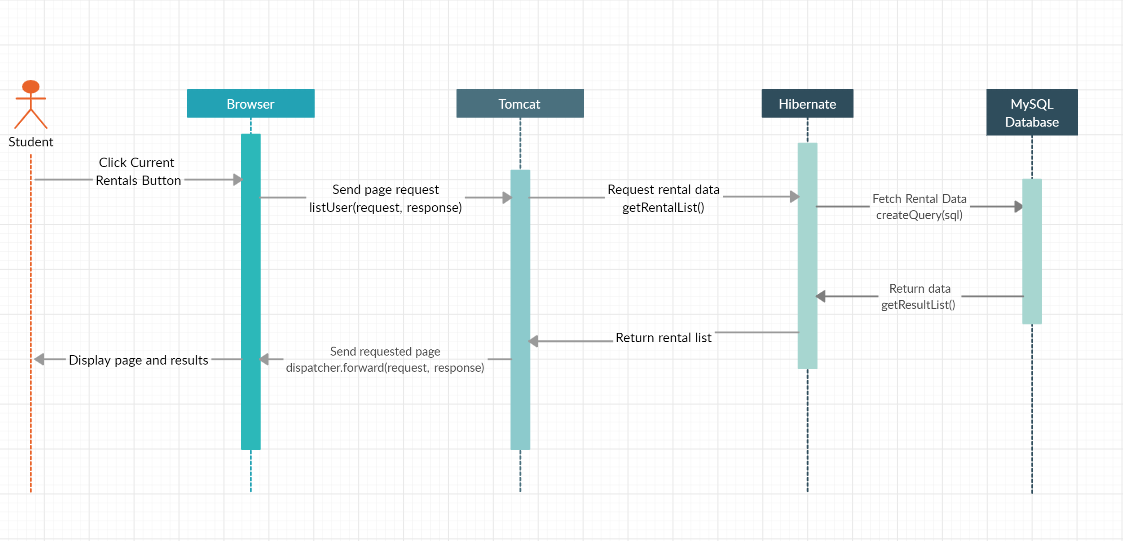 Browser
Tomcat
Hibernate
MySQL
Database
Student
Click Current
Rentals Button
Send page request
listUser(request, response)
Request rental data
getRentalList()
Fetch Rental Data
createQuery(sql)
Return data
getResultList()
Return rental list
Send requested page
dispatcher.forward(request, response)
Display page and results